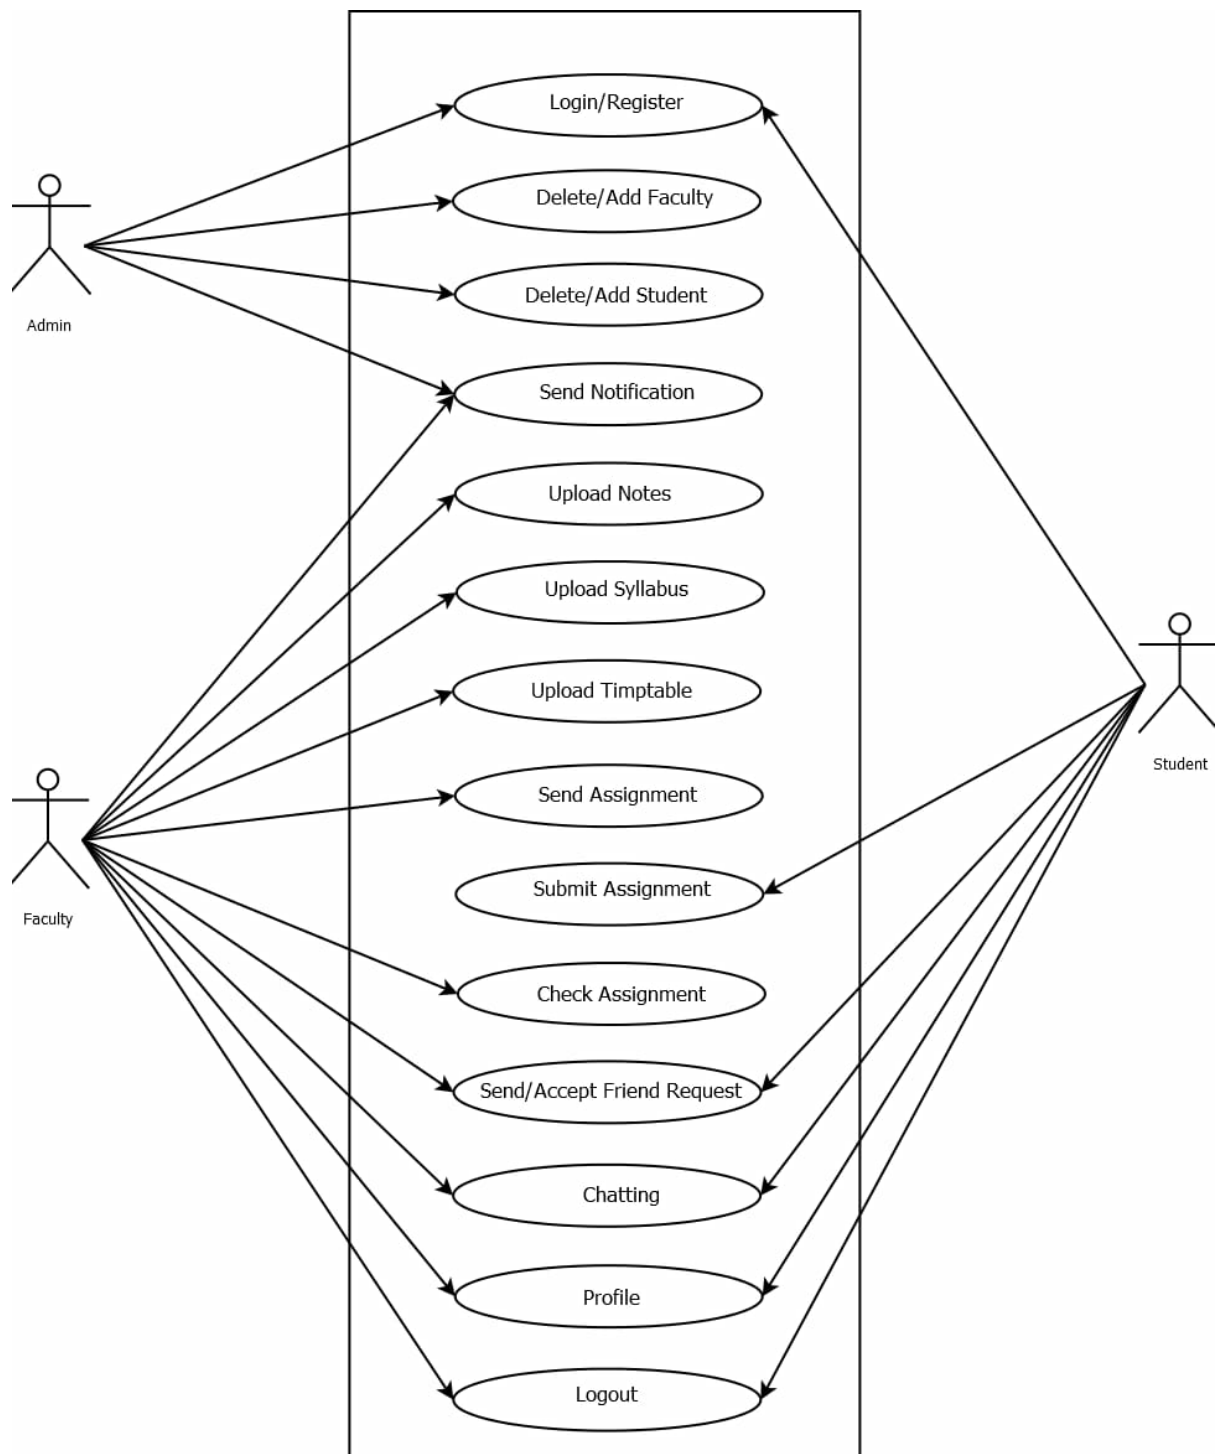 Login/Register
Delete/Add Faculty
Delete/Add Student
Admin
Send Notification
Upload Notes
Upload Syllabus
Upload Timptable
Student
Send Assignment
Submit Assignment
Faculty
Check Assignment
Send/Accept Friend Request
Chatting
Profile
Logout